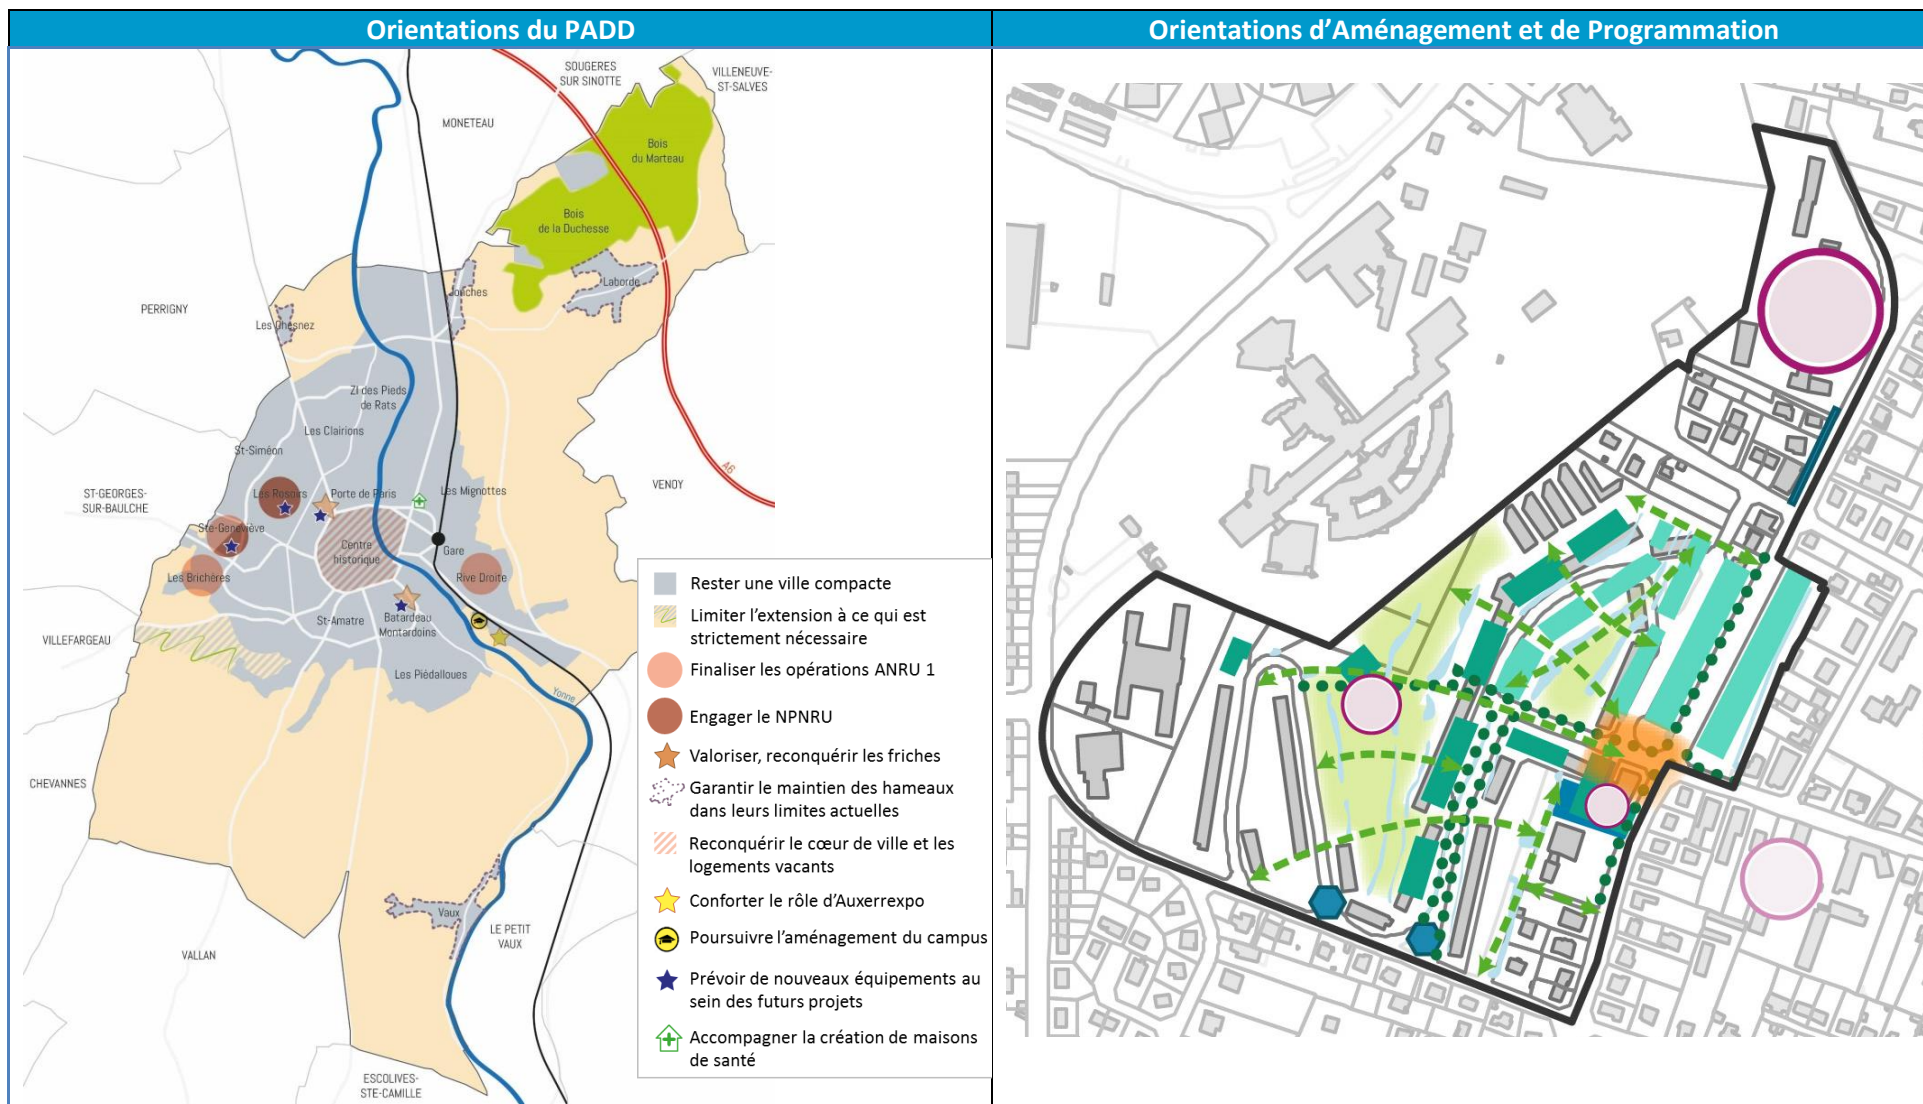 Orientations du PADD
Orientations d'Aménagement et de Programmation
SOUGERES
SUR SINOTTE
VILLENEUVE-
ST-SALVES
MONETEAU
Bois
du Marteau
Bois
de la Duchesse
Laborde
Jonches
PERRIGNY
Les Chesnez
ZI des Pieds
de Rats
Les Clairions
St-Siméon
A6
ST-GEORGES-
SUR-BAULCHE
Les Rosoirs
Porte de Paris
Les Mignottes
VENOY
Ste-Geneviève
Centre
historique
Gare
Les Brichères
Rive Droite
St-Amatre
Batardeau
Montardoins
VILLEFARGEAU
Les Piédalloues
Yonne
CHEVANNES
Vaux
LE PETIT
VAUX
VALLAN
ESCOLIVES-
STE-CAMILLE
Rester une ville compacte
Limiter l'extension à ce qui est
strictement nécessaire
Finaliser les opérations ANRU 1
Engager le NPNRU
Valoriser, reconquérir les friches
Garantir le maintien des hameaux
dans leurs limites actuelles
Reconquérir le cœur de ville et les
logements vacants
Conforter le rôle d'Auxerrexpo
Poursuivre l'aménagement du campus
Prévoir de nouveaux équipements au
sein des futurs projets
Accompagner la création de maisons
de santé